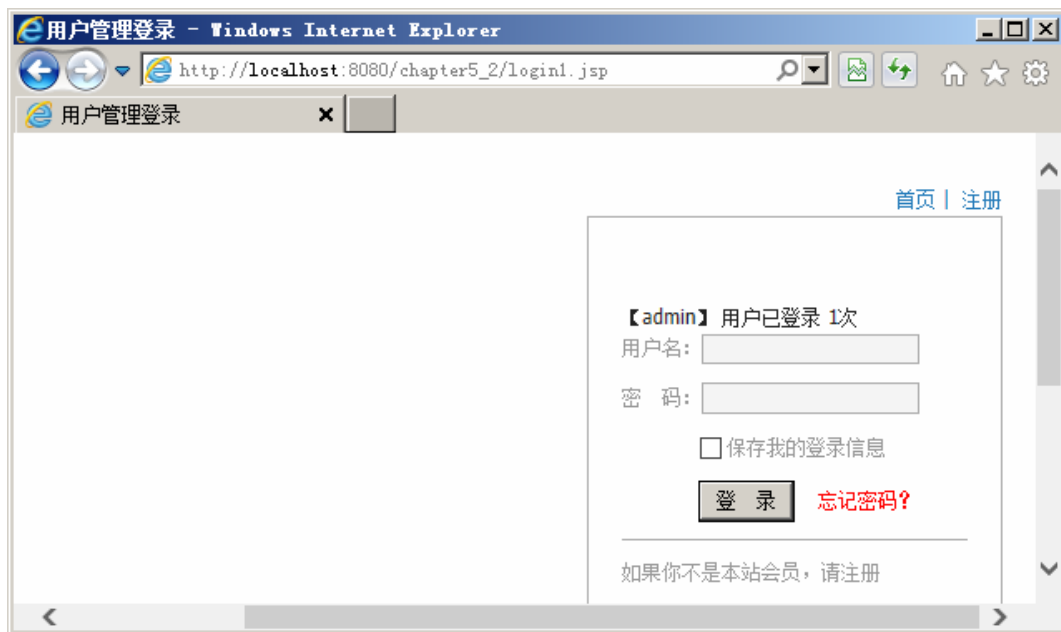 用户管理登录 - Windows Internet Explorer
http://localhost:8080/chapter5_2/login1.jsp
用户管理登录
首页 | 注册
【admin】 用户已登录 1次
用户名:
密 码:
保存我的登录信息
登 录 忘记密码?
如果你不是本站会员，请注册